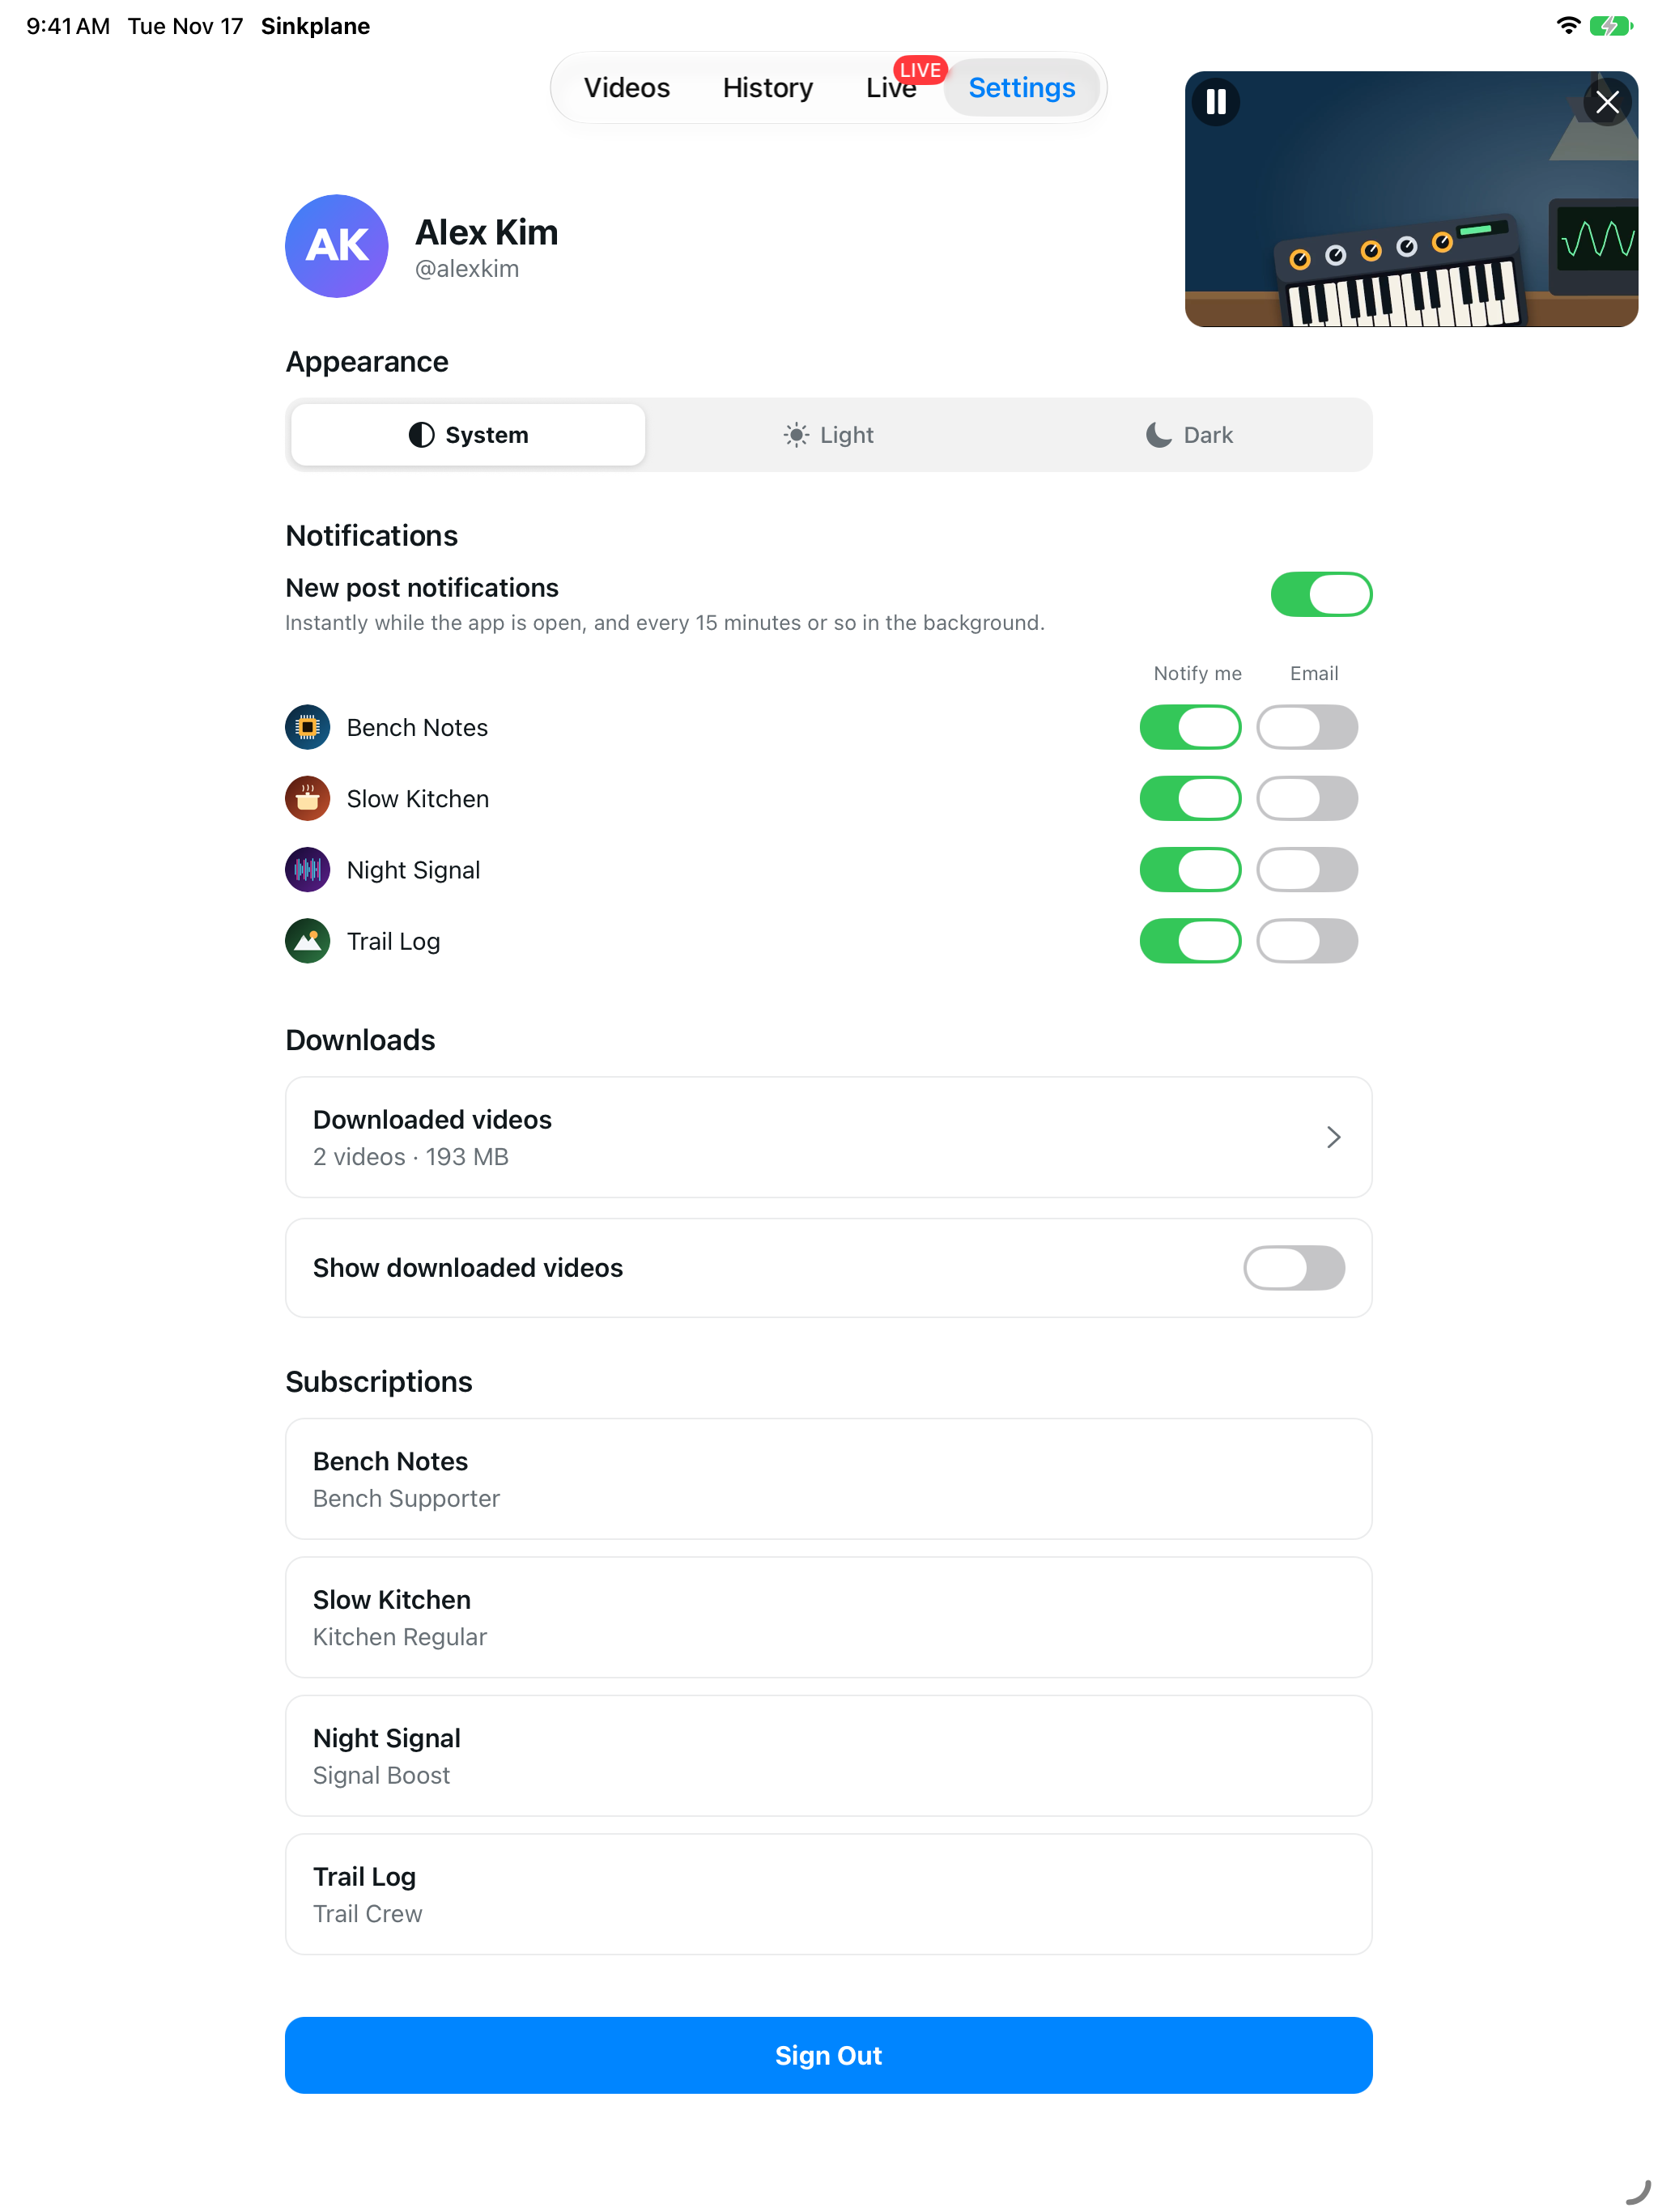 9:41 AM Tue Nov 17 Sinkplane
Videos History Live LIVE Settings
AK
Alex Kim
@alexkim
Appearance
System Light Dark
Notifications
New post notifications
Instantly while the app is open, and every 15 minutes or so in the background.
Notify me Email
Bench Notes
Slow Kitchen
Night Signal
Trail Log
Downloads
Downloaded videos
2 videos · 193 MB
Show downloaded videos
Subscriptions
Bench Notes
Bench Supporter
Slow Kitchen
Kitchen Regular
Night Signal
Signal Boost
Trail Log
Trail Crew
Sign Out